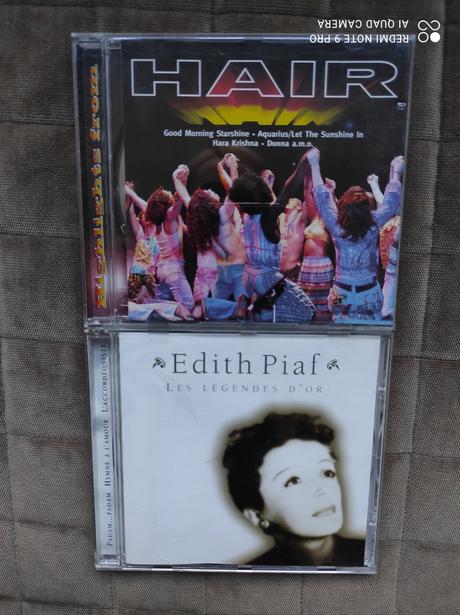 REDMI NOTE 9 PRO
AI QUAD CAMERA
Highlights from
HAIR
Good Morning Starshine • Aquarius/Let The Sunshine In
Hara Krishna • Donna a.m.o.
PADAM...PADAM HYMNE À L'AMOUR L'ACCORDÉONISTE
Edith Piaf
LES LÉGENDES D'OR